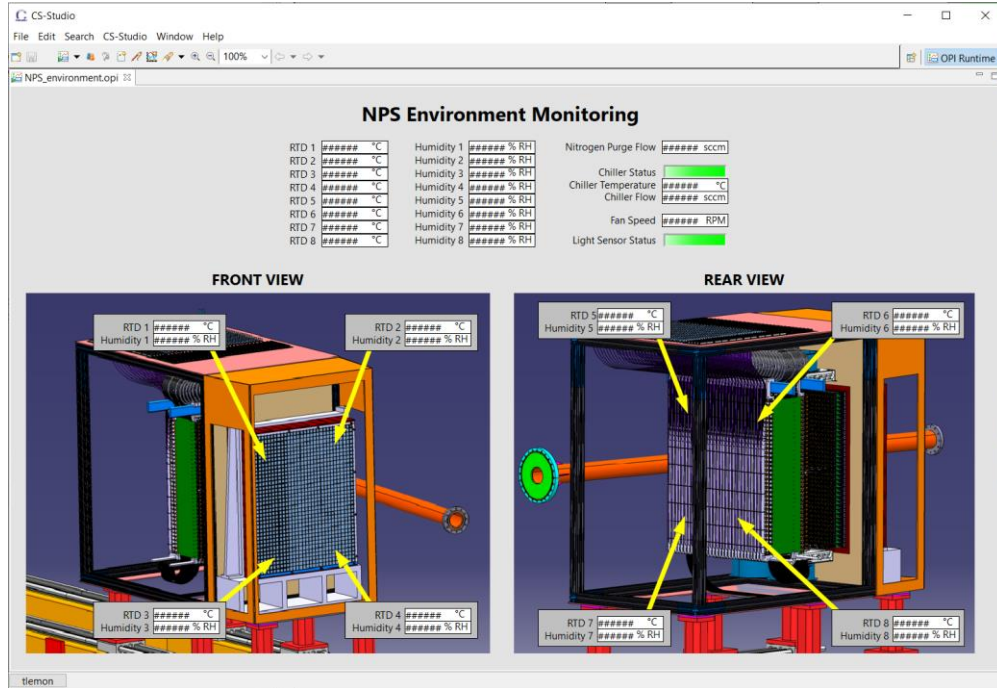 CS-Studio
File Edit Search CS-Studio Window Help
100% OPI Runtime
NPS_environment.opi
NPS Environment Monitoring
RTD 1 ###### °C Humidity 1 ###### % RH Nitrogen Purge Flow ###### sccm
RTD 2 ###### °C Humidity 2 ###### % RH
RTD 3 ###### °C Humidity 3 ###### % RH Chiller Status
RTD 4 ###### °C Humidity 4 ###### % RH Chiller Temperature ###### °C
RTD 5 ###### °C Humidity 5 ###### % RH Chiller Flow ###### sccm
RTD 6 ###### °C Humidity 6 ###### % RH
RTD 7 ###### °C Humidity 7 ###### % RH Fan Speed ###### RPM
RTD 8 ###### °C Humidity 8 ###### % RH Light Sensor Status
FRONT VIEW
RTD 1 ###### °C RTD 2 ###### °C
Humidity 1 ###### % RH Humidity 2 ###### % RH
RTD 3 ###### °C RTD 4 ###### °C
Humidity 3 ###### % RH Humidity 4 ###### % RH
REAR VIEW
RTD 5 ###### °C RTD 6 ###### °C
Humidity 5 ###### % RH Humidity 6 ###### % RH
RTD 7 ###### °C RTD 8 ###### °C
Humidity 7 ###### % RH Humidity 8 ###### % RH
tlemon